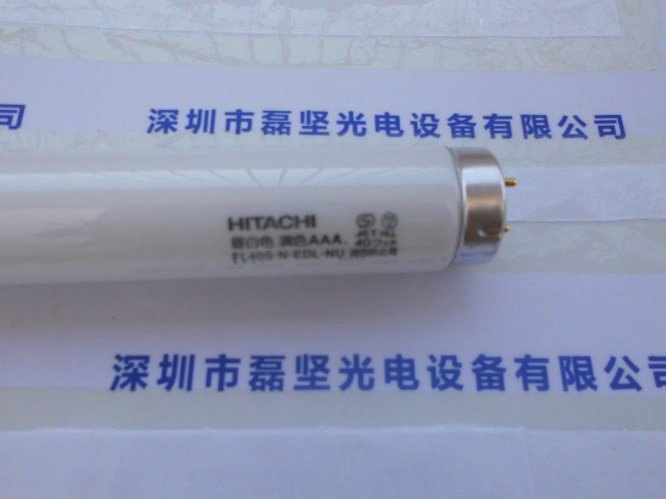 司
深圳市磊坚光电设备有限公司
HITACHI
昼白色 演色AAA.
40ワット
FL40S·N-EDL·NU
深圳市磊坚光电设备有限公司